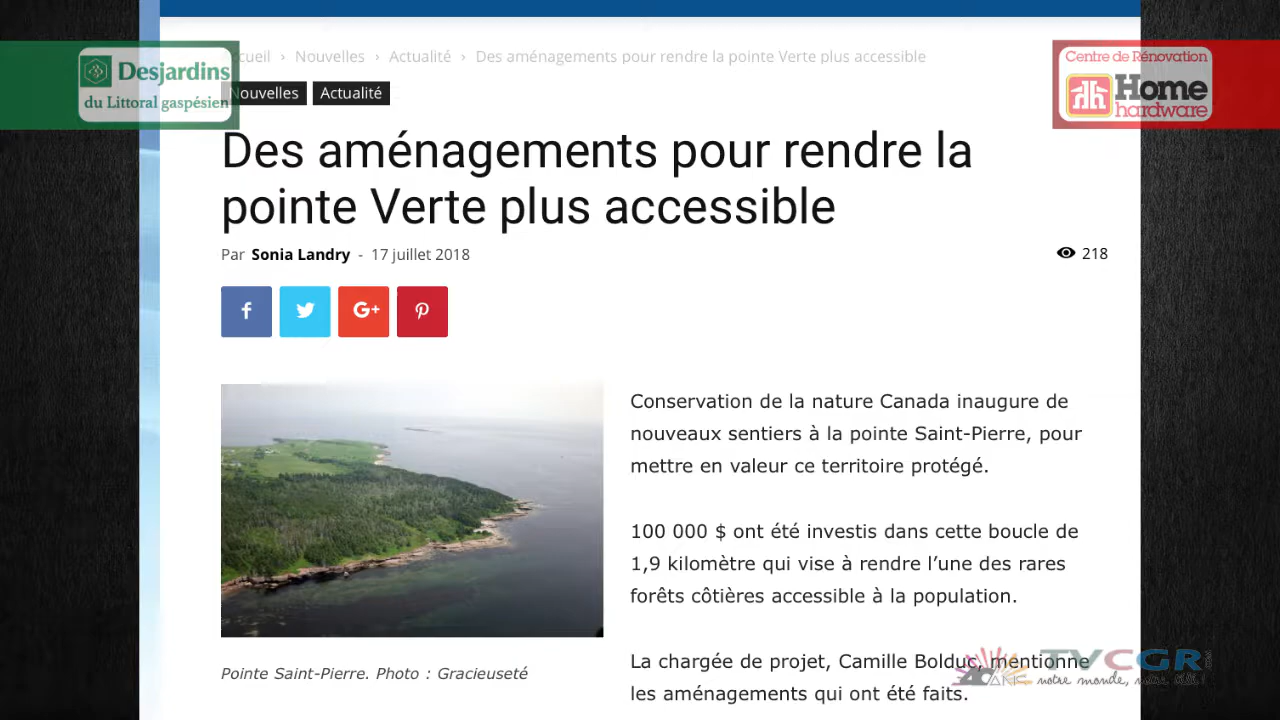 Desjardins
du Littoral gaspésien
Centre de Rénovation
Home
hardware
cueil › Nouvelles › Actualité › Des aménagements pour rendre la pointe Verte plus accessible
Nouvelles Actualité
Des aménagements pour rendre la
pointe Verte plus accessible
Par Sonia Landry - 17 juillet 2018
218
f G+
Conservation de la nature Canada inaugure de
nouveaux sentiers à la pointe Saint-Pierre, pour
mettre en valeur ce territoire protégé.
100 000 $ ont été investis dans cette boucle de
1,9 kilomètre qui vise à rendre l’une des rares
forêts côtières accessible à la population.
Pointe Saint-Pierre. Photo : Gracieuseté
La chargée de projet, Camille Bolduc, mentionne
les aménagements qui ont été faits.
TVCGR
ANS notre monde,